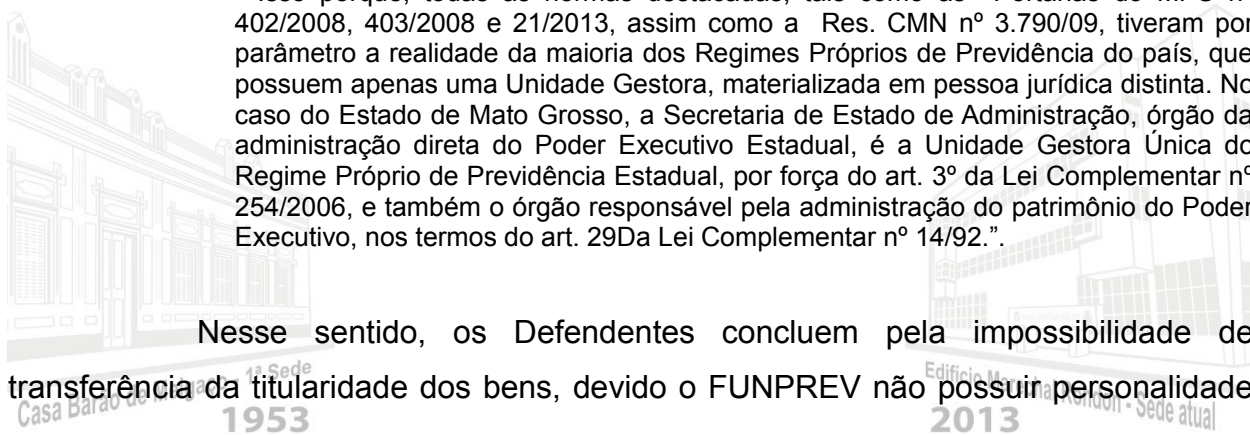 402/2008, 403/2008 e 21/2013, assim como a Res. CMN nº 3.790/09, tiveram por
parâmetro a realidade da maioria dos Regimes Próprios de Previdência do país, que
possuem apenas uma Unidade Gestora, materializada em pessoa jurídica distinta. No
caso do Estado de Mato Grosso, a Secretaria de Estado de Administração, órgão da
administração direta do Poder Executivo Estadual, é a Unidade Gestora Única do
Regime Próprio de Previdência Estadual, por força do art. 3º da Lei Complementar nº
254/2006, e também o órgão responsável pela administração do patrimônio do Poder
Executivo, nos termos do art. 29Da Lei Complementar nº 14/92.”.
Nesse sentido, os Defendentes concluem pela impossibilidade de
transferência da titularidade dos bens, devido o FUNPREV não possuir personalidade
Casa Barão de 1ª Sede
1953
Edifício Rondon - Sede atual
2013